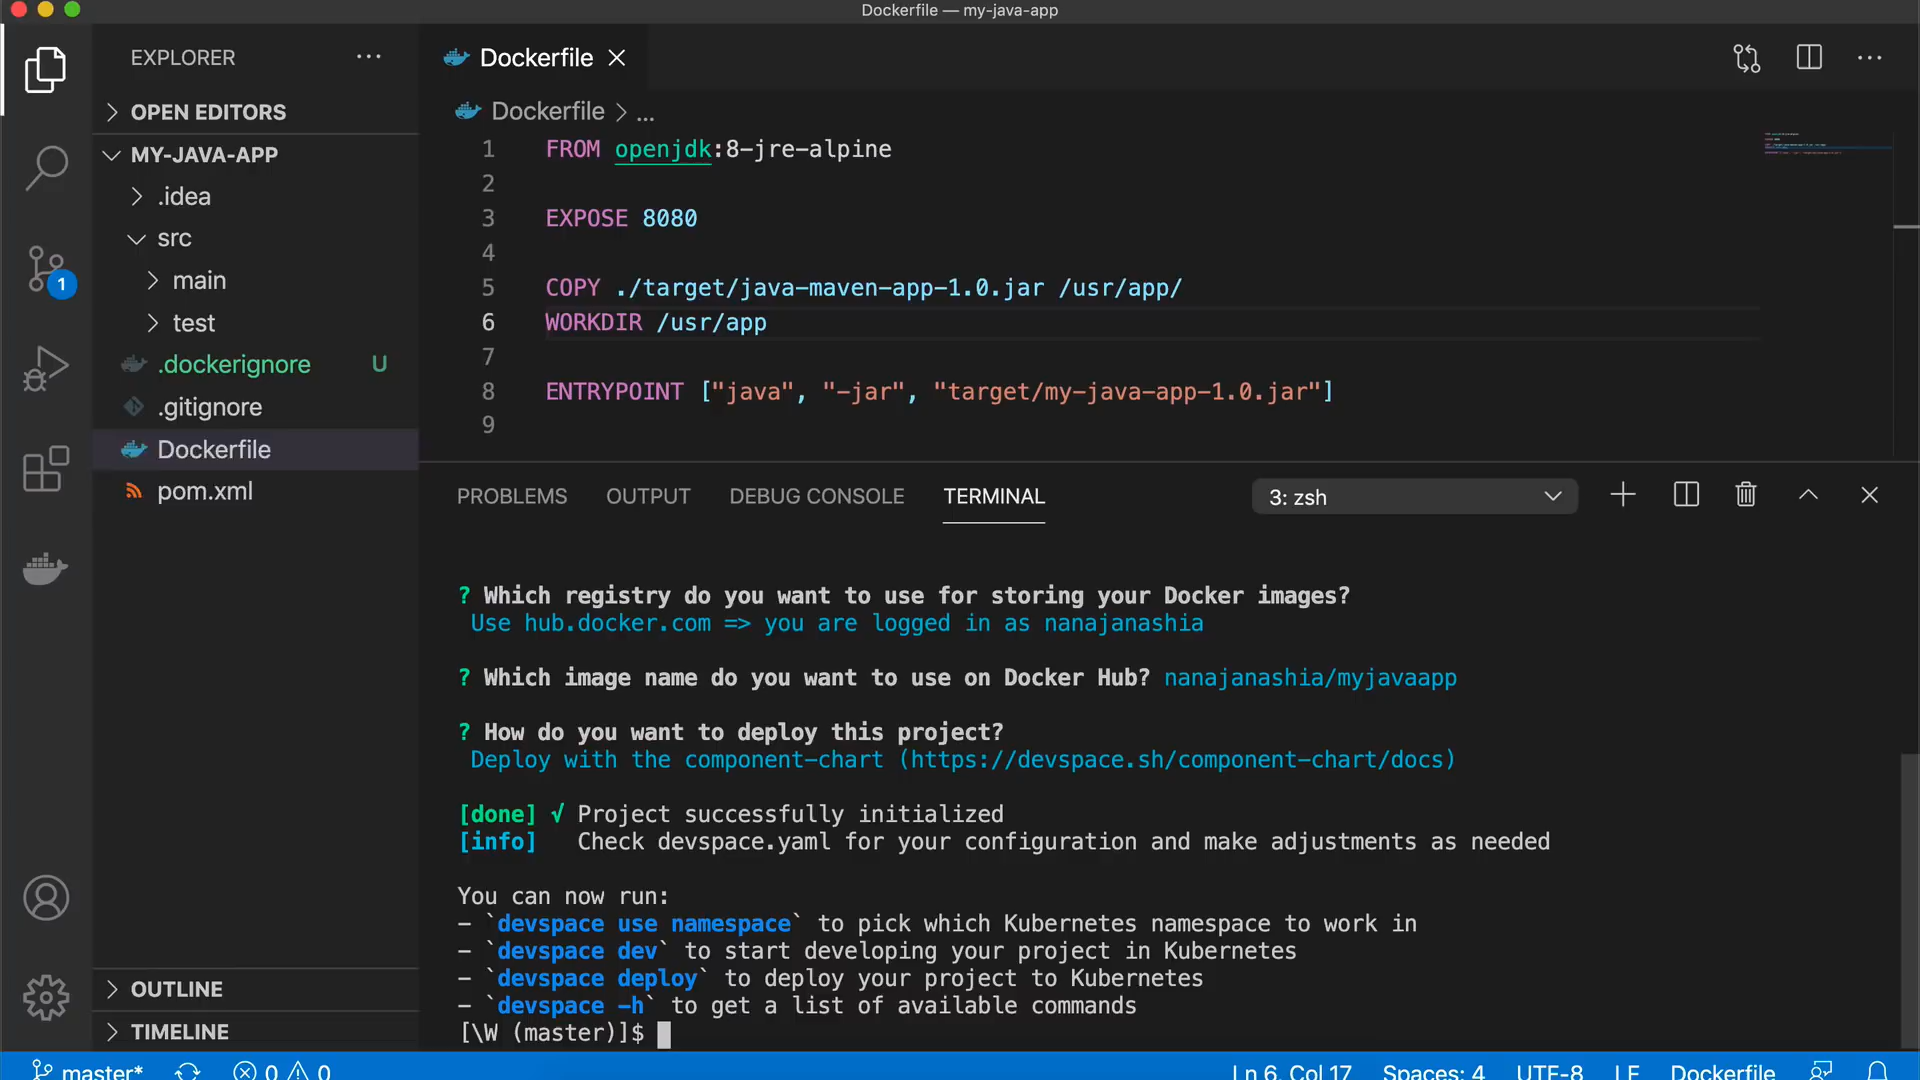 Dockerfile — my-java-app
EXPLORER
OPEN EDITORS
MY-JAVA-APP
.idea
src
main
test
.dockerignore U
.gitignore
Dockerfile
pom.xml
OUTLINE
TIMELINE
1
Dockerfile
Dockerfile > ...
1 FROM openjdk:8-jre-alpine
2
3 EXPOSE 8080
4
5 COPY ./target/java-maven-app-1.0.jar /usr/app/
6 WORKDIR /usr/app
7
8 ENTRYPOINT ["java", "-jar", "target/my-java-app-1.0.jar"]
9
PROBLEMS OUTPUT DEBUG CONSOLE TERMINAL 3: zsh
? Which registry do you want to use for storing your Docker images?
Use hub.docker.com => you are logged in as nanajanashia
? Which image name do you want to use on Docker Hub? nanajanashia/myjavaapp
? How do you want to deploy this project?
Deploy with the component-chart (https://devspace.sh/component-chart/docs)
[done] √ Project successfully initialized
[info] Check devspace.yaml for your configuration and make adjustments as needed
You can now run:
- `devspace use namespace` to pick which Kubernetes namespace to work in
- `devspace dev` to start developing your project in Kubernetes
- `devspace deploy` to deploy your project to Kubernetes
- `devspace -h` to get a list of available commands
[\W (master)]$
master* 0 0 Ln 6, Col 17 Spaces: 4 UTF-8 LF Dockerfile